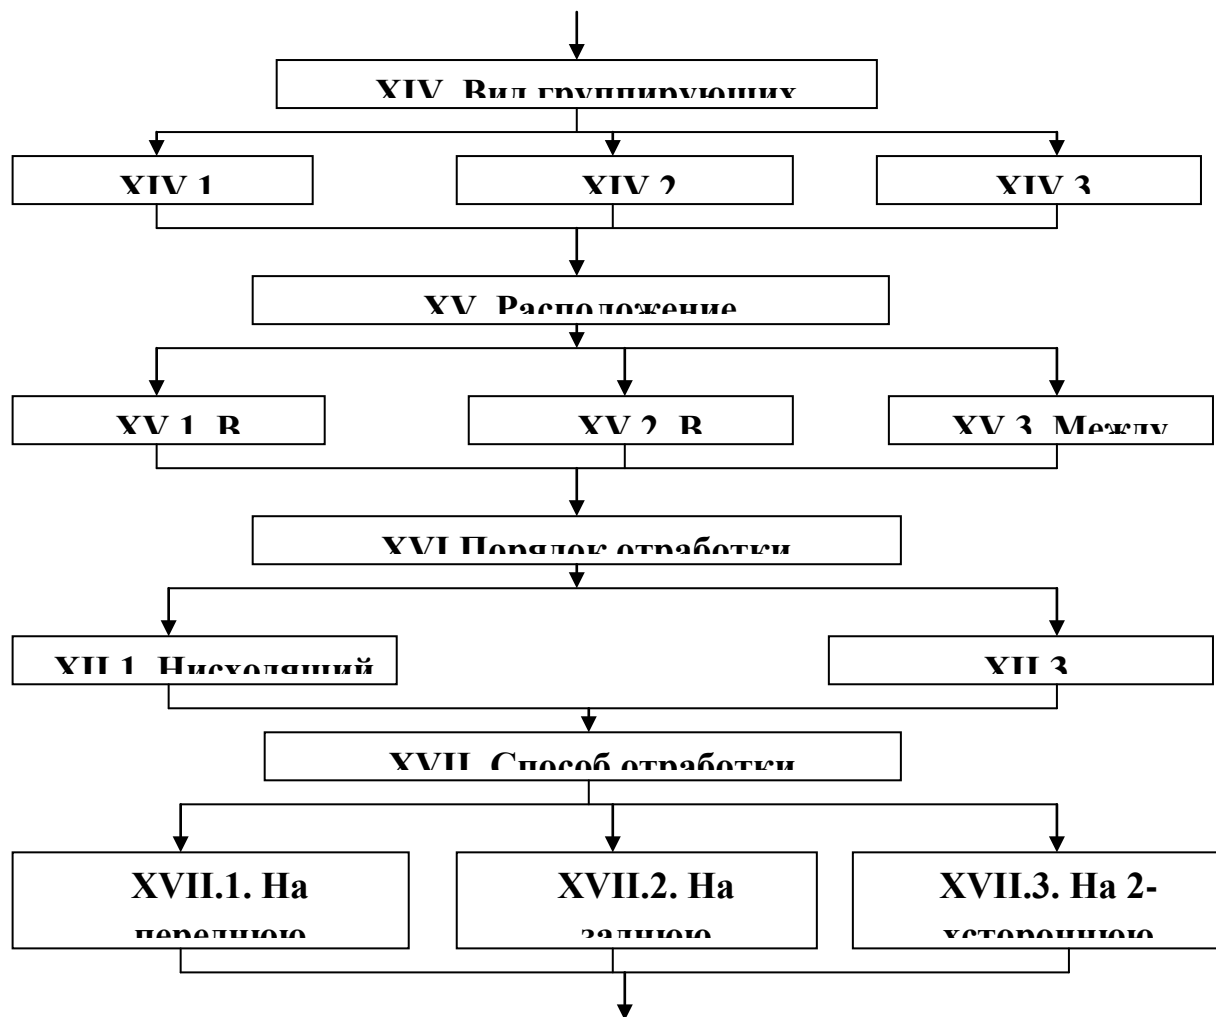 XIV. Вид группирующих
XIV.1
XIV.2
XIV.3
XV. Расположение
XV.1. В
XV.2. В
XV.3. Между
XVI.Порядок отработки
XII.1. Нисходящий
XII.3
XVII. Способ отработки
XVII.1. На
переднюю
XVII.2. На
заднюю
XVII.3. На 2-
хстороннюю